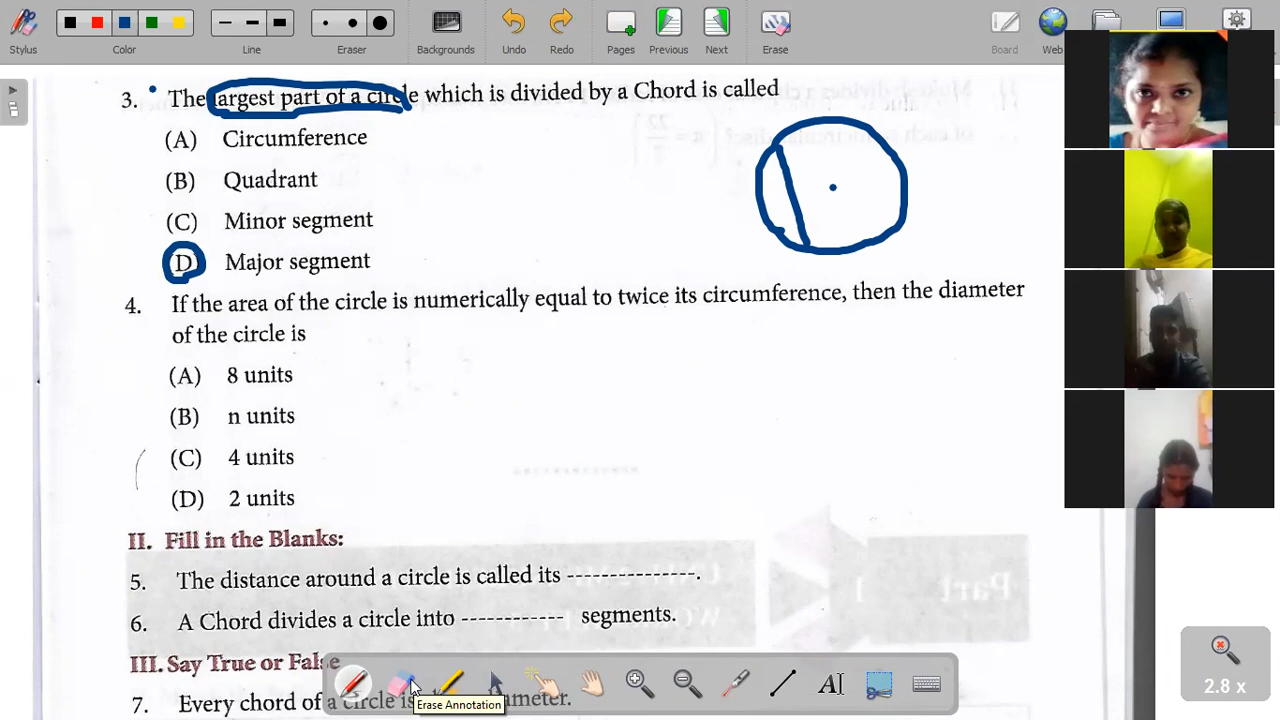 Stylus
Color
Line
Eraser
Backgrounds
Undo
Redo
Pages
Previous
Next
Erase
Board
Web
3. The largest part of a circle which is divided by a Chord is called
(A) Circumference
(B) Quadrant
(C) Minor segment
(D) Major segment
4. If the area of the circle is numerically equal to twice its circumference, then the diameter
of the circle is
(A) 8 units
(B) n units
(C) 4 units
(D) 2 units
II. Fill in the Blanks:
5. The distance around a circle is called its --------------.
6. A Chord divides a circle into ------------ segments.
III. Say True or False
7. Every chord of a circle is ameter.
Erase Annotation
2.8 x